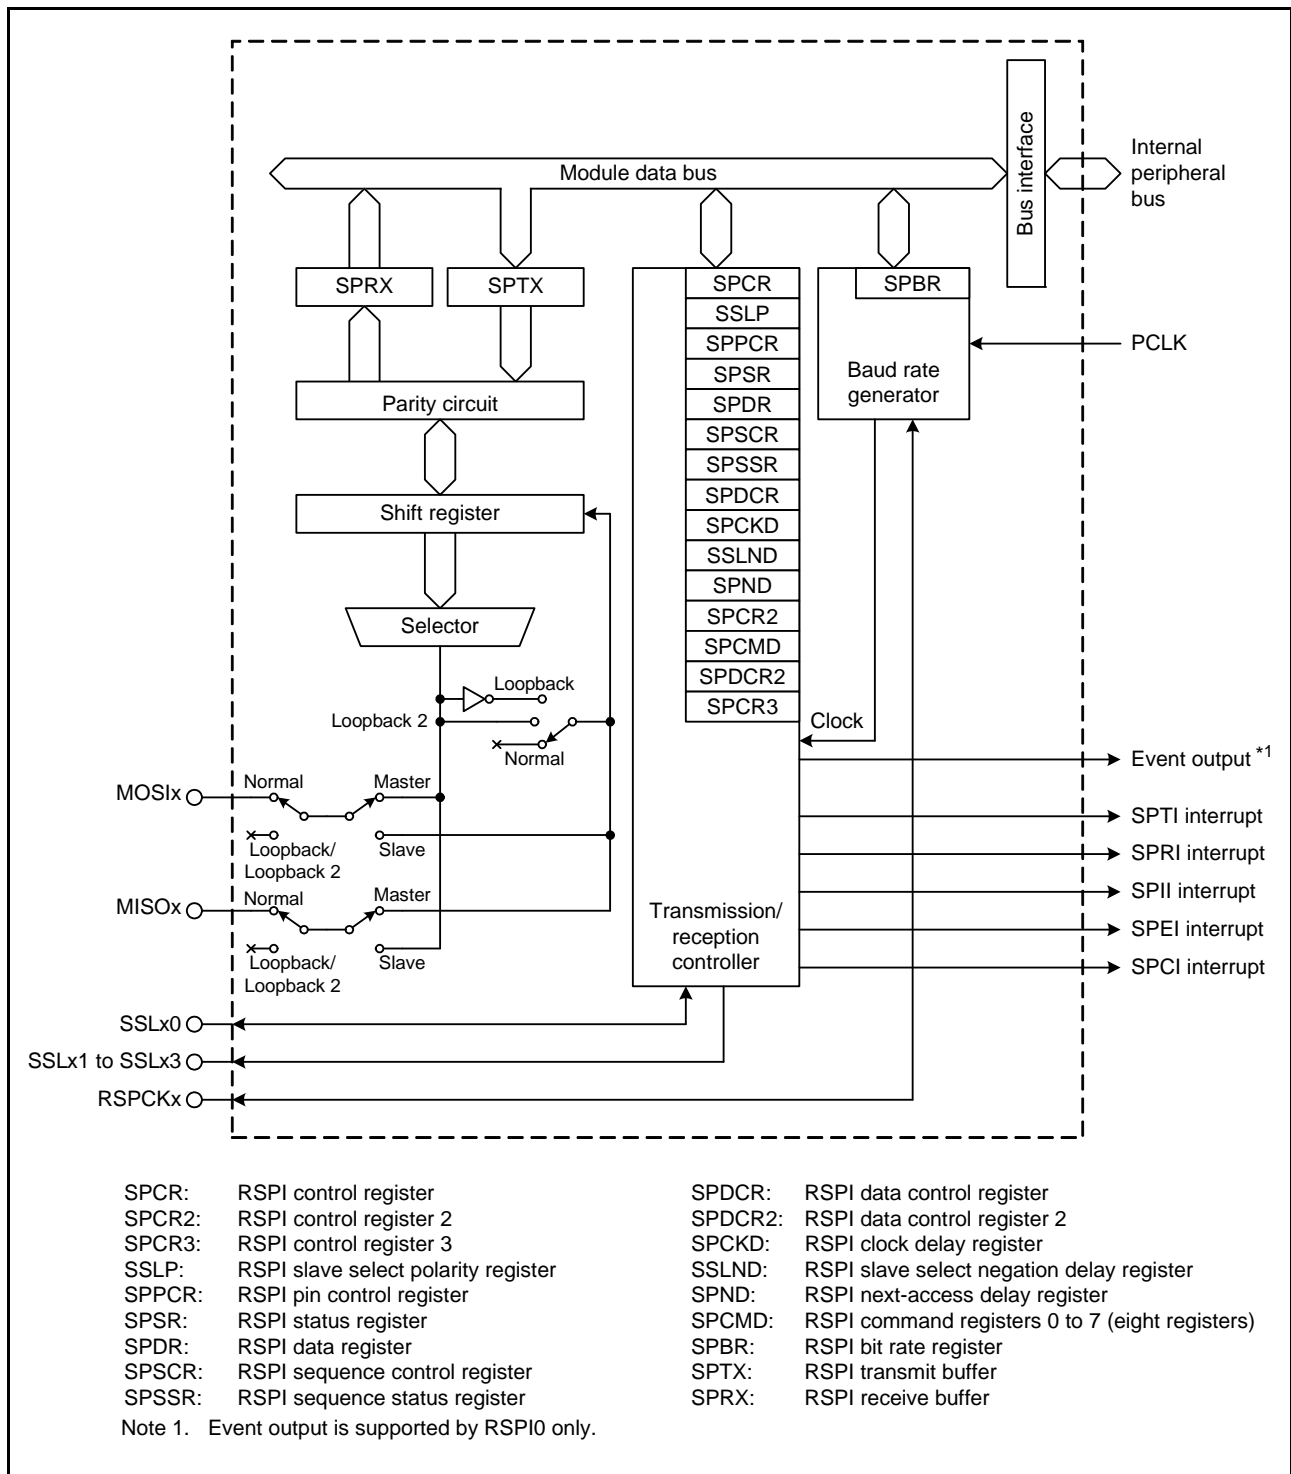 Bus interface
Internal
peripheral
bus
Module data bus
SPRX
SPTX
SPCR
SSLP
SPPCR
SPSR
SPDR
SPSCR
SPSSR
SPDCR
SPCKD
SSLND
SPND
SPCR2
SPCMD
SPDCR2
SPCR3
SPBR
Baud rate
generator
PCLK
Parity circuit
Shift register
Selector
Loopback
Loopback 2
Normal
Clock
MOSIx
Normal
Master
Loopback/
Loopback 2
Slave
MISOx
Normal
Master
Loopback/
Loopback 2
Slave
Transmission/
reception
controller
Event output *1
SPTI interrupt
SPRI interrupt
SPII interrupt
SPEI interrupt
SPCI interrupt
SSLx0
SSLx1 to SSLx3
RSPCKx
SPCR: RSPI control register
SPCR2: RSPI control register 2
SPCR3: RSPI control register 3
SSLP: RSPI slave select polarity register
SPPCR: RSPI pin control register
SPSR: RSPI status register
SPDR: RSPI data register
SPSCR: RSPI sequence control register
SPSSR: RSPI sequence status register
SPDCR: RSPI data control register
SPDCR2: RSPI data control register 2
SPCKD: RSPI clock delay register
SSLND: RSPI slave select negation delay register
SPND: RSPI next-access delay register
SPCMD: RSPI command registers 0 to 7 (eight registers)
SPBR: RSPI bit rate register
SPTX: RSPI transmit buffer
SPRX: RSPI receive buffer
Note 1. Event output is supported by RSPI0 only.